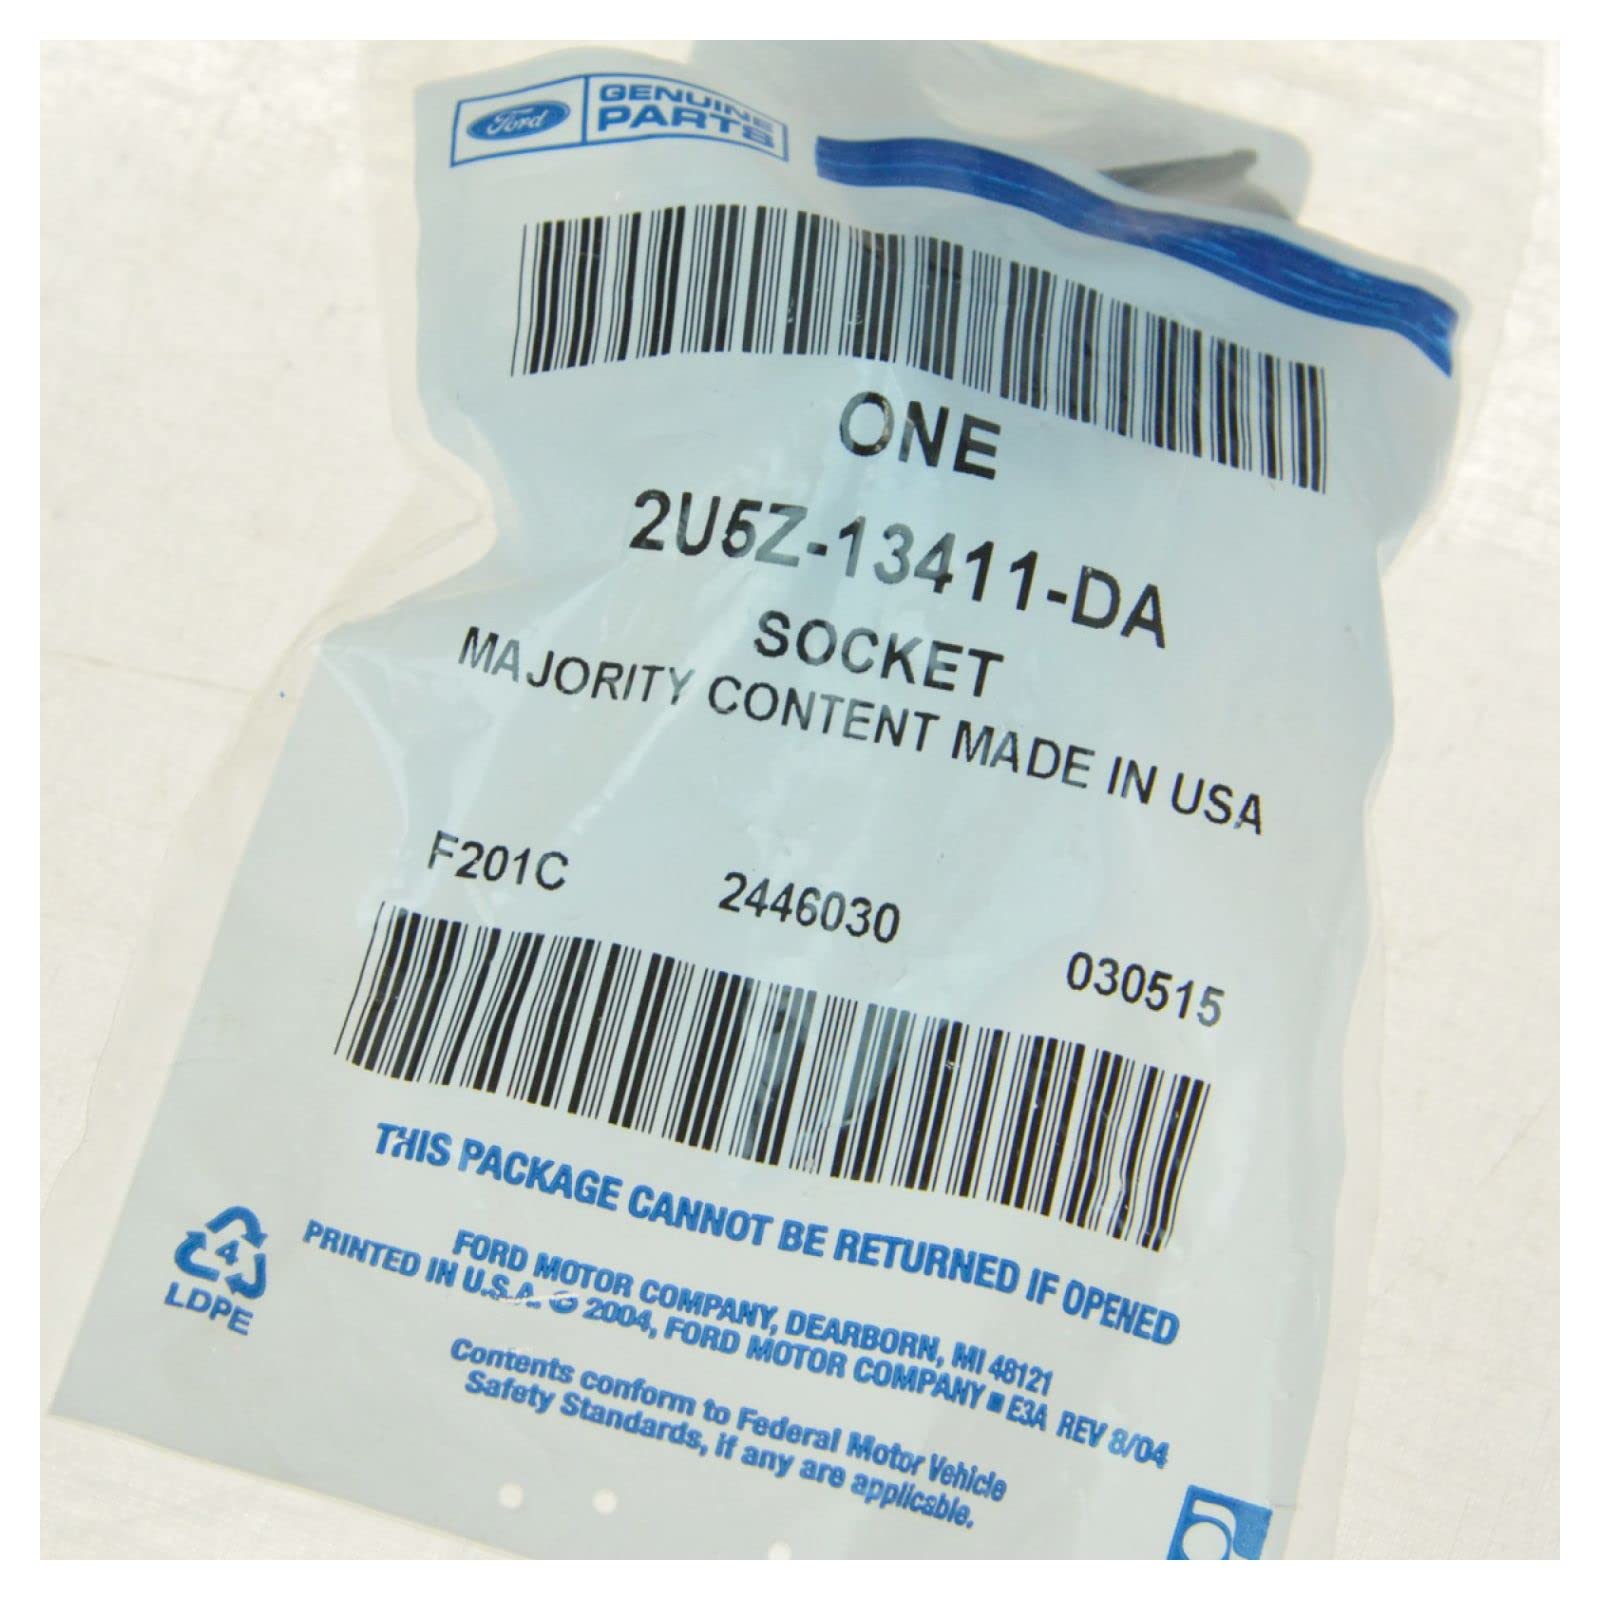 Ford GENUINE
PARTS
ONE
2U5Z-13411-DA
SOCKET
MAJORITY CONTENT MADE IN USA
F201C 2446030 030515
THIS PACKAGE CANNOT BE RETURNED IF OPENED
FORD MOTOR COMPANY, DEARBORN, MI 48121
PRINTED IN U.S.A. © 2004, FORD MOTOR COMPANY ■ E3A REV 8/04
Contents conform to Federal Motor Vehicle
Safety Standards, if any are applicable.
4
LDPE